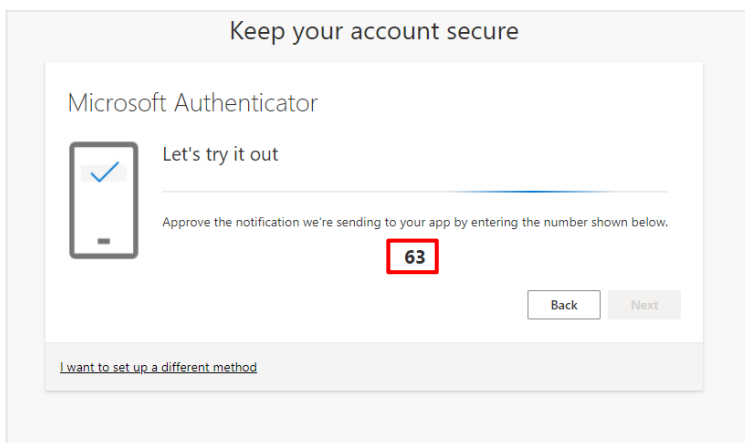 Keep your account secure
Microsoft Authenticator
Let's try it out
Approve the notification we're sending to your app by entering the number shown below.
63
Back Next
I want to set up a different method